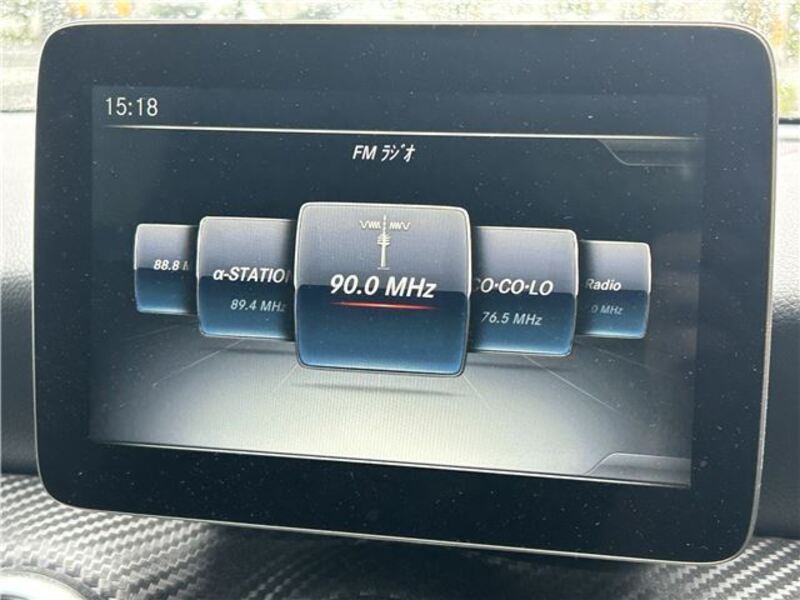 15:18
FM ラジオ
88.8
α-STATION
89.4 MHz
90.0 MHz
CO·CO·LO
76.5 MHz
Radio
.0 MHz